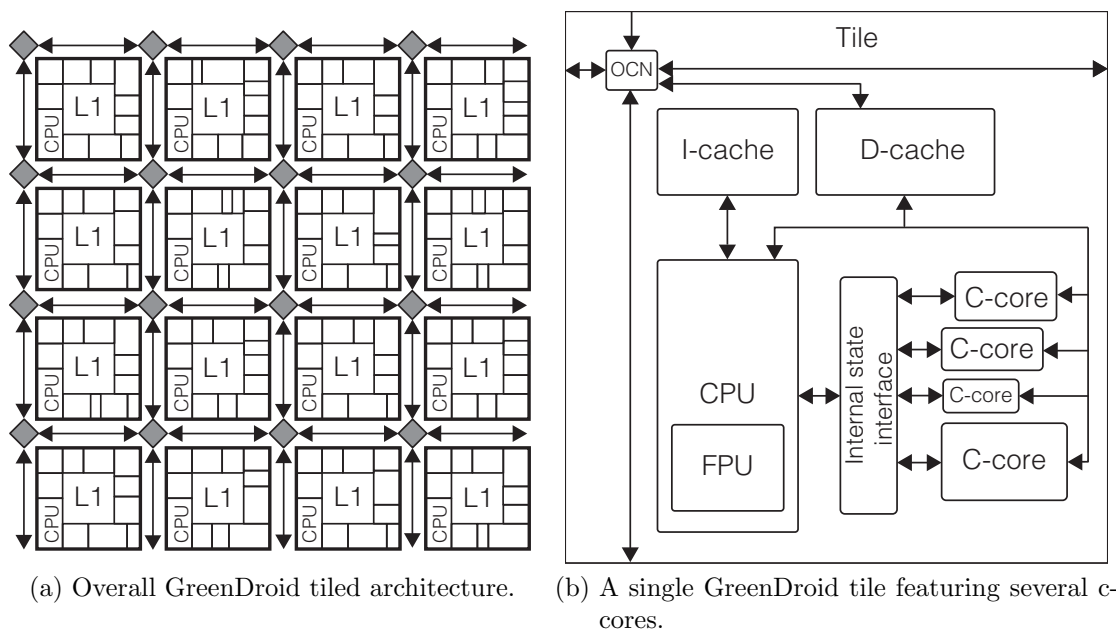 L1
CPU
L1
CPU
L1
CPU
L1
CPU
L1
CPU
L1
CPU
L1
CPU
L1
CPU
L1
CPU
L1
CPU
L1
CPU
L1
CPU
L1
CPU
L1
CPU
L1
CPU
L1
CPU
(a) Overall GreenDroid tiled architecture.
Tile
OCN
I-cache
D-cache
CPU
FPU
Internal state
interface
C-core
C-core
C-core
C-core
(b) A single GreenDroid tile featuring several c-
cores.